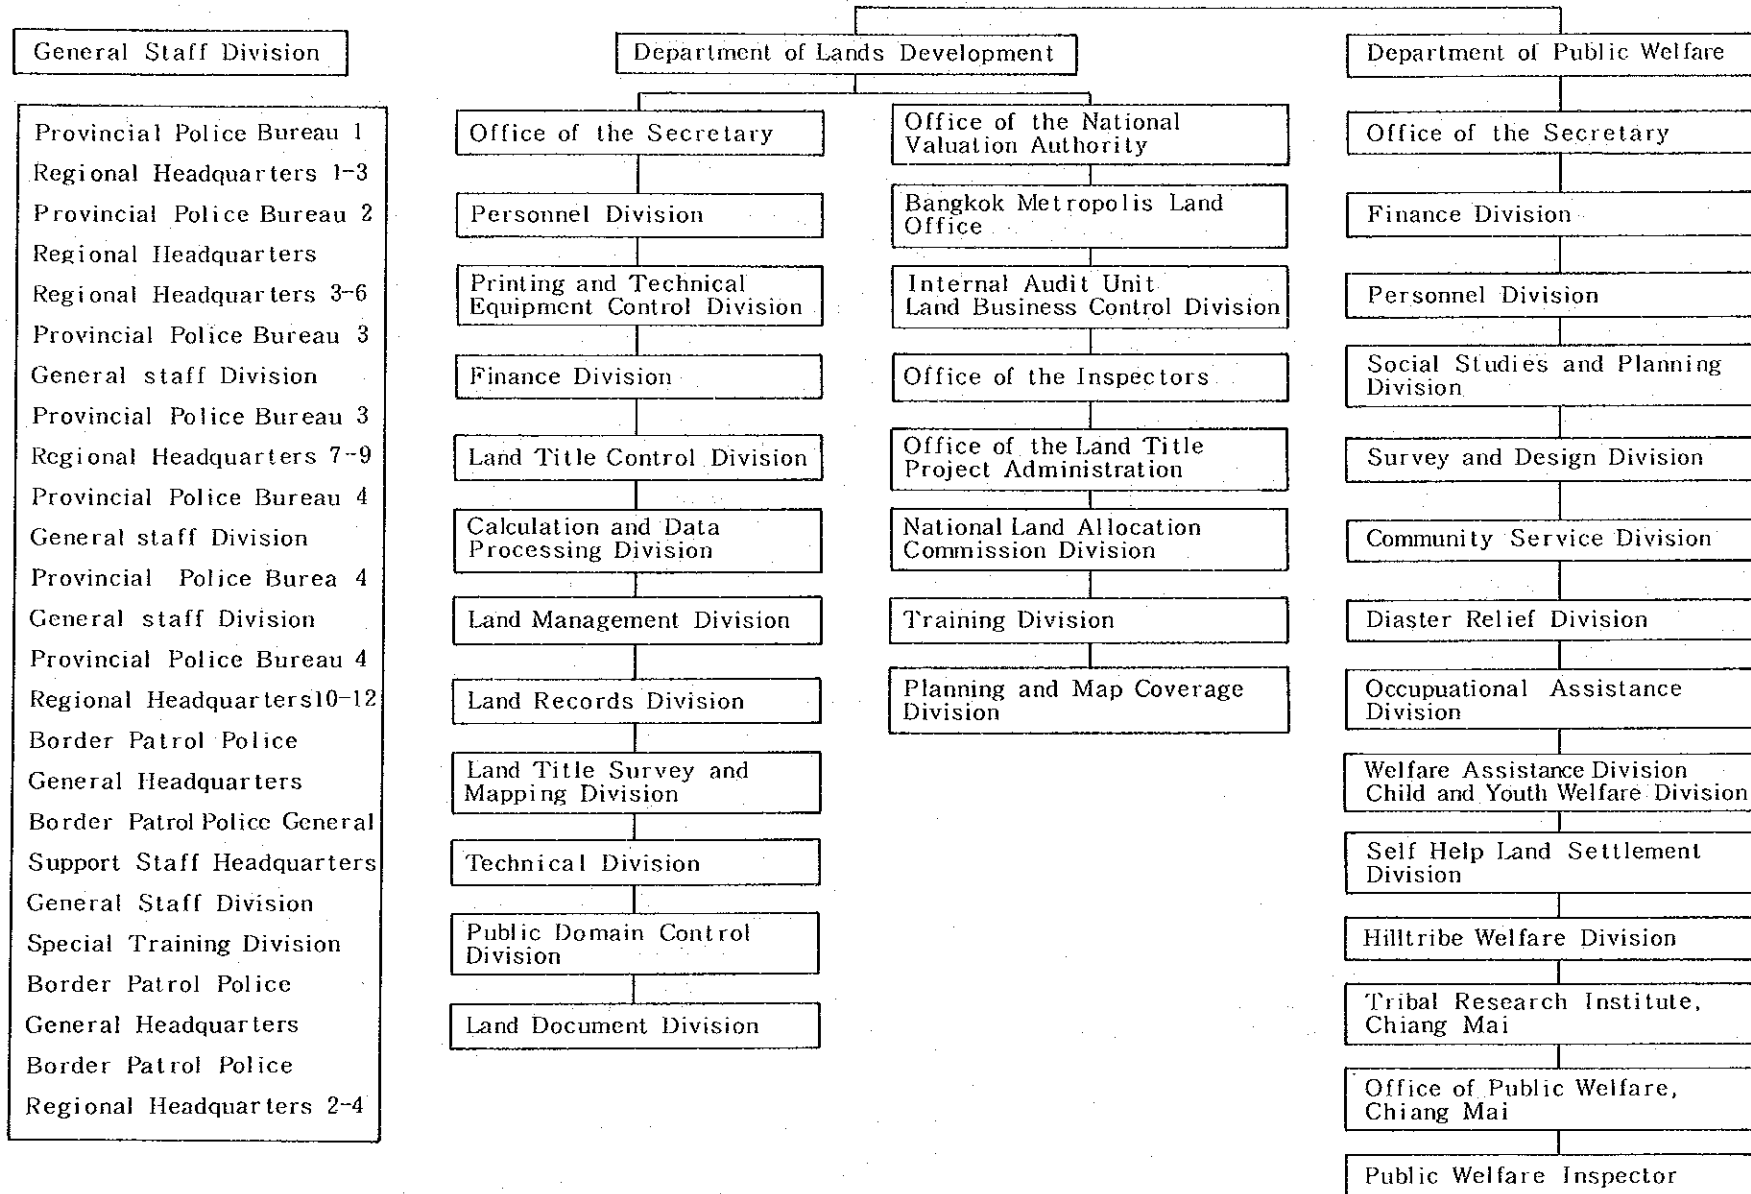 General Staff Division
Provincial Police Bureau 1
Regional Headquarters 1-3
Provincial Police Bureau 2
Regional Headquarters
Regional Headquarters 3-6
Provincial Police Bureau 3
General staff Division
Provincial Police Bureau 3
Regional Headquarters 7-9
Provincial Police Bureau 4
General staff Division
Provincial Police Burea 4
General staff Division
Provincial Police Bureau 4
Regional Headquarters10-12
Border Patrol Police
General Headquarters
Border Patrol Police General
Support Staff Headquarters
General Staff Division
Special Training Division
Border Patrol Police
General Headquarters
Border Patrol Police
Regional Headquarters 2-4
Department of Lands Development
Office of the Secretary
Personnel Division
Printing and Technical
Equipment Control Division
Finance Division
Land Title Control Division
Calculation and Data
Processing Division
Land Management Division
Land Records Division
Land Title Survey and
Mapping Division
Technical Division
Public Domain Control
Division
Land Document Division
Office of the National
Valuation Authority
Bangkok Metropolis Land
Office
Internal Audit Unit
Land Business Control Division
Office of the Inspectors
Office of the Land Title
Project Administration
National Land Allocation
Commission Division
Training Division
Planning and Map Coverage
Division
Department of Public Welfare
Office of the Secretary
Finance Division
Personnel Division
Social Studies and Planning
Division
Survey and Design Division
Community Service Division
Diaster Relief Division
Occupuational Assistance
Division
Welfare Assistance Division
Child and Youth Welfare Division
Self Help Land Settlement
Division
Hilltribe Welfare Division
Tribal Research Institute,
Chiang Mai
Office of Public Welfare,
Chiang Mai
Public Welfare Inspector